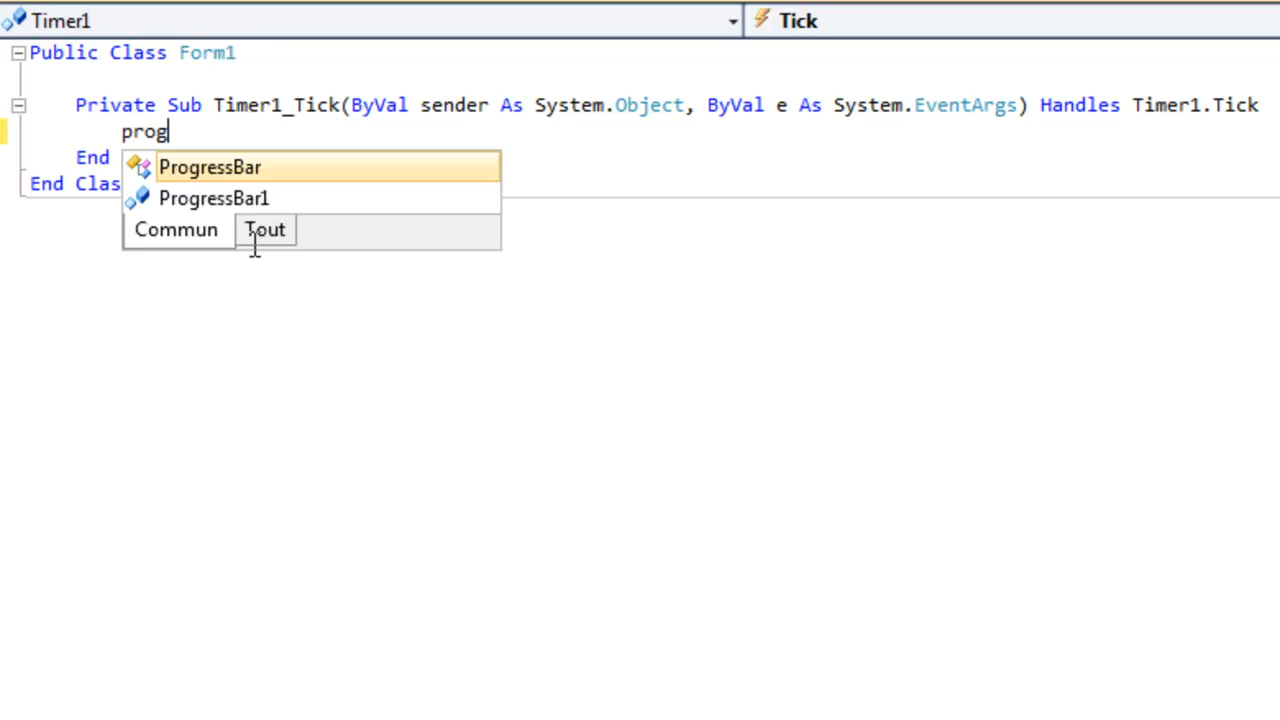 Timer1 Tick
Public Class Form1
Private Sub Timer1_Tick(ByVal sender As System.Object, ByVal e As System.EventArgs) Handles Timer1.Tick
prog
End
ProgressBar
End Clas
ProgressBar1
Commun Tout